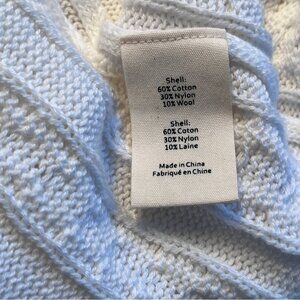 Shell:
60% Cotton
30% Nylon
10% Wool
Shell:
60% Coton
30% Nylon
10% Laine
Made in China
Fabriqué en Chine